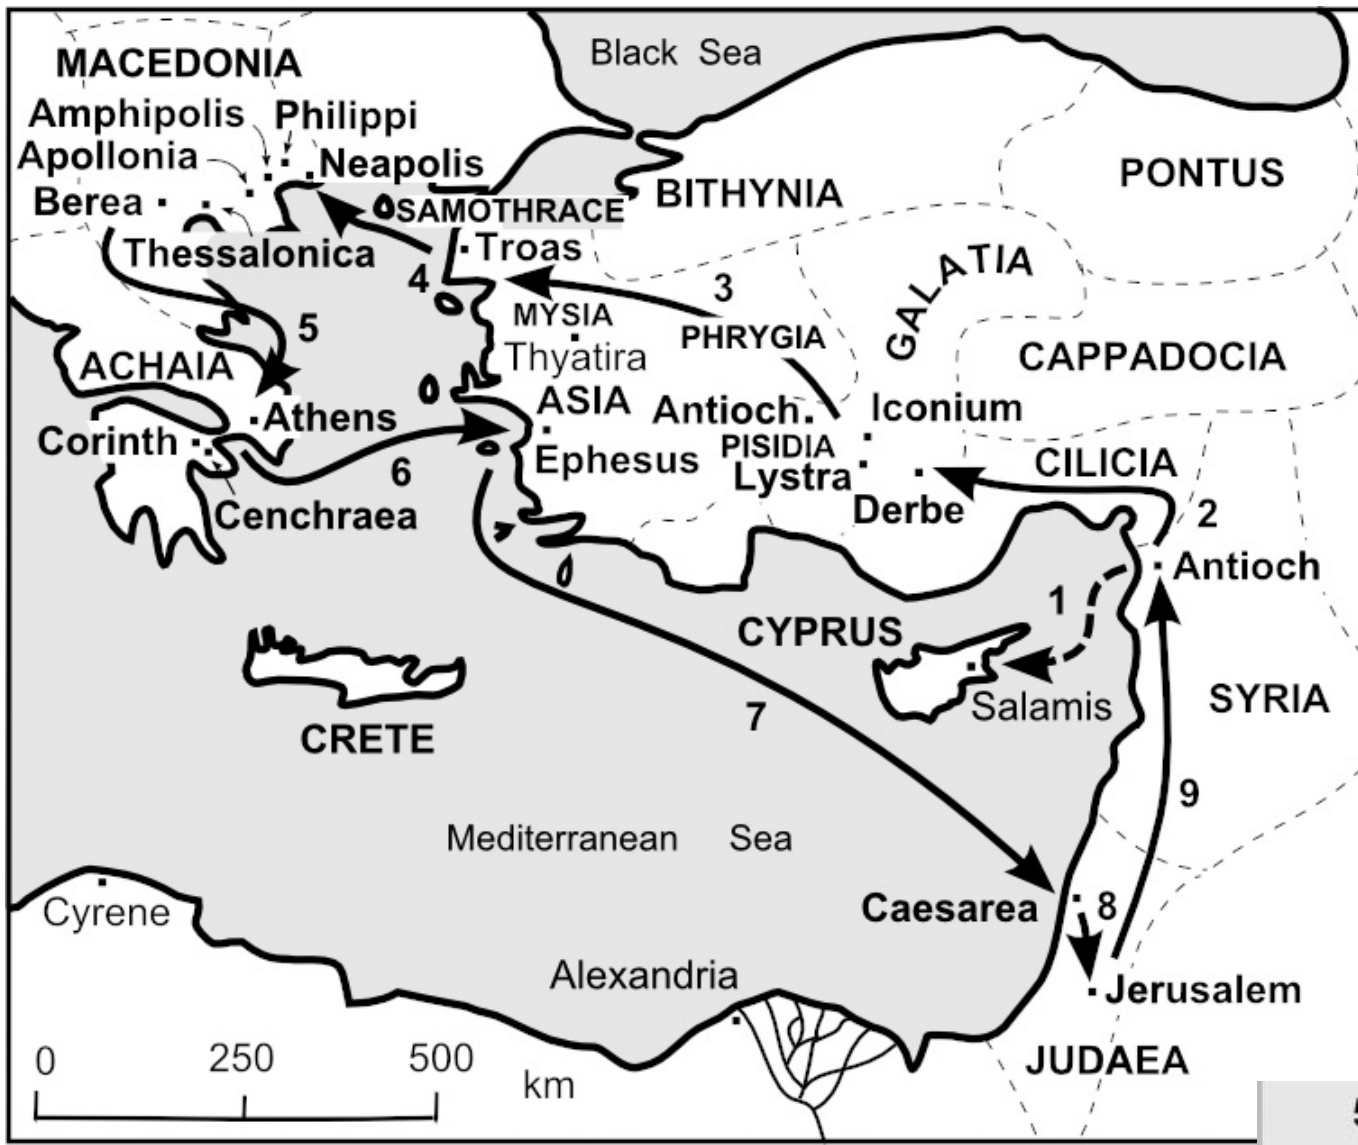 Black Sea
MACEDONIA
Amphipolis
Philippi
Apollonia
Neapolis
Berea
SAMOTHRACE
BITHYNIA
PONTUS
Thessalonica
Troas
4
3
GALATIA
MYSIA
PHRYGIA
5
Thyatira
CAPPADOCIA
ACHAIA
ASIA
Antioch
Iconium
Athens
Corinth
6
Ephesus
PISIDIA
Lystra
CILICIA
Cenchraea
Derbe
2
Antioch
1
CYPRUS
Salamis
SYRIA
CRETE
7
9
Mediterranean Sea
Cyrene
Caesarea
8
Alexandria
Jerusalem
JUDAEA
0 250 500
km